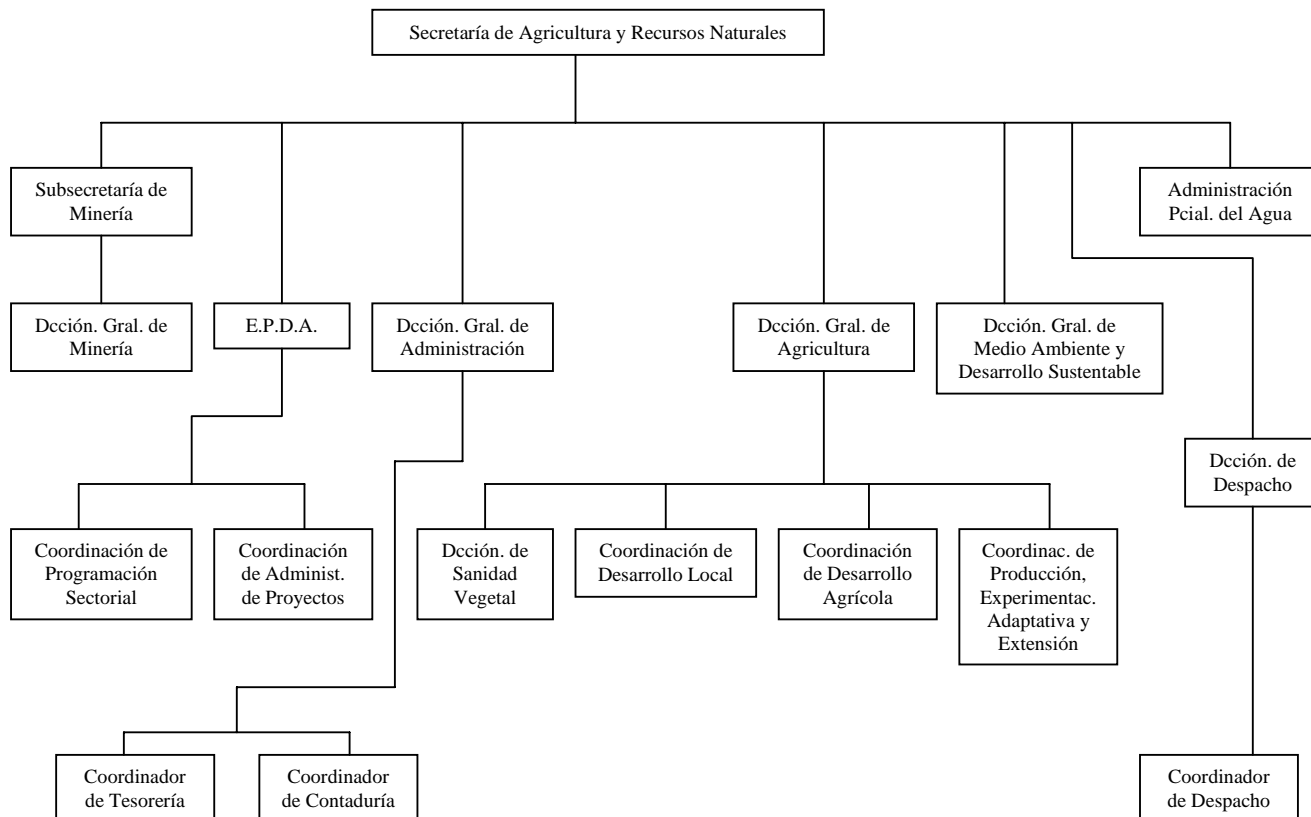 Secretaría de Agricultura y Recursos Naturales
Subsecretaría de
Minería
Administración
Pcial. del Agua
Dcción. Gral. de
Minería
E.P.D.A.
Dcción. Gral. de
Administración
Dcción. Gral. de
Agricultura
Dcción. Gral. de
Medio Ambiente y
Desarrollo Sustentable
Dcción. de
Despacho
Coordinación de
Programación
Sectorial
Coordinación
de Administ.
de Proyectos
Dcción. de
Sanidad
Vegetal
Coordinación de
Desarrollo Local
Coordinación
de Desarrollo
Agrícola
Coordinac. de
Producción,
Experimentac.
Adaptativa y
Extensión
Coordinador
de Tesorería
Coordinador
de Contaduría
Coordinador
de Despacho